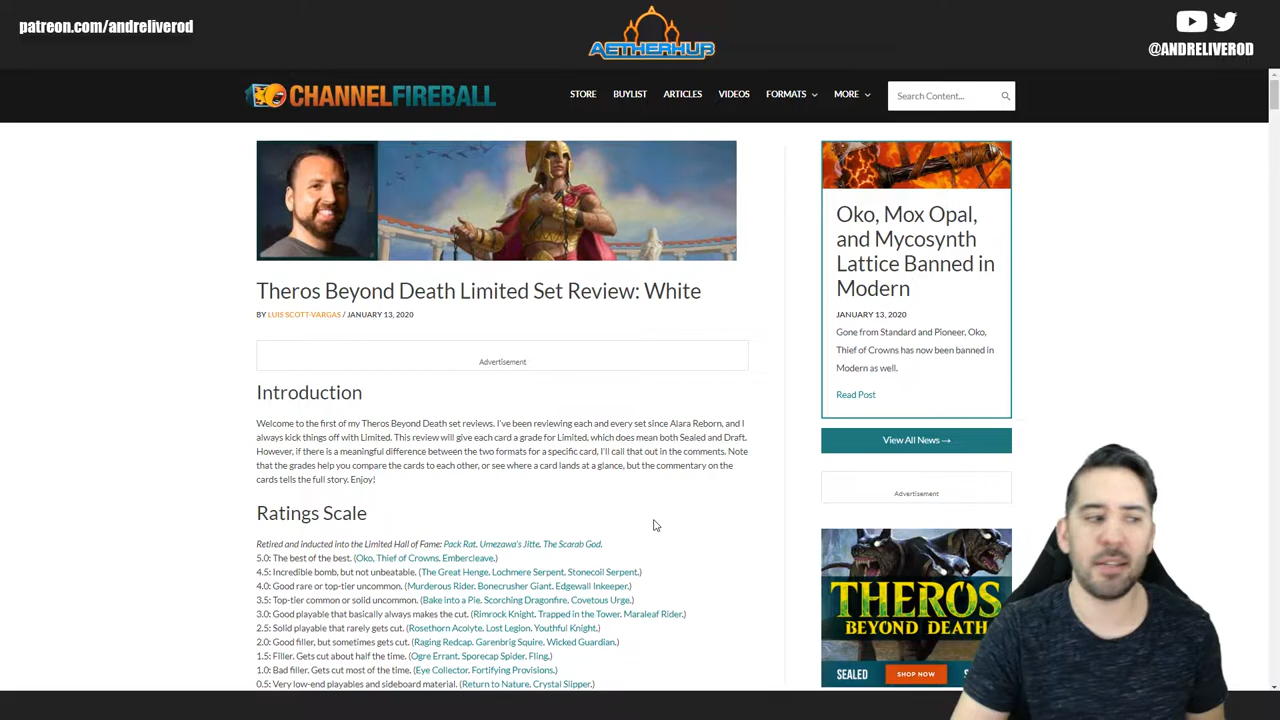 patreon.com/andreliverod
AETHERHUB
@ANDRELIVEROD
CHANNELFIREBALL
STORE
BUYLIST
ARTICLES
VIDEOS
FORMATS
MORE
Search Content...
Theros Beyond Death Limited Set Review: White
BY LUIS SCOTT-VARGAS / JANUARY 13, 2020
Advertisement
Introduction
Welcome to the first of my Theros Beyond Death set reviews. I've been reviewing each and every set since Alara Reborn, and I
always kick things off with Limited. This review will give each card a grade for Limited, which does mean both Sealed and Draft.
However, if there is a meaningful difference between the two formats for a specific card, I'll call that out in the comments. Note
that the grades help you compare the cards to each other, or see where a card lands at a glance, but the commentary on the
cards tells the full story. Enjoy!
Ratings Scale
Retired and inducted into the Limited Hall of Fame: Pack Rat. Umezawa's Jitte. The Scarab God.
5.0: The best of the best. (Oko, Thief of Crowns. Embercleave.)
4.5: Incredible bomb, but not unbeatable. (The Great Henge. Lochmere Serpent. Stonecoil Serpent.)
4.0: Good rare or top-tier uncommon. (Murderous Rider. Bonecrusher Giant. Edgewall Inkeeper.)
3.5: Top-tier common or solid uncommon. (Bake into a Pie. Scorching Dragonfire. Covetous Urge.)
3.0: Good playable that basically always makes the cut. (Rimrock Knight. Trapped in the Tower. Maraleaf Rider.)
2.5: Solid playable that rarely gets cut. (Rosethorn Acolyte. Lost Legion. Youthful Knight.)
2.0: Good filler, but sometimes gets cut. (Raging Redcap. Garenbrig Squire. Wicked Guardian.)
1.5: Filler. Gets cut about half the time. (Ogre Errant. Sporecap Spider. Fling.)
1.0: Bad filler. Gets cut most of the time. (Eye Collector. Fortifying Provisions.)
0.5: Very low-end playables and sideboard material. (Return to Nature. Crystal Slipper.)
Oko, Mox Opal,
and Mycosynth
Lattice Banned in
Modern
JANUARY 13, 2020
Gone from Standard and Pioneer, Oko,
Thief of Crowns has now been banned in
Modern as well.
Read Post
View All News →
Advertisement
THEROS
BEYOND DEATH
SEALED
SHOP NOW